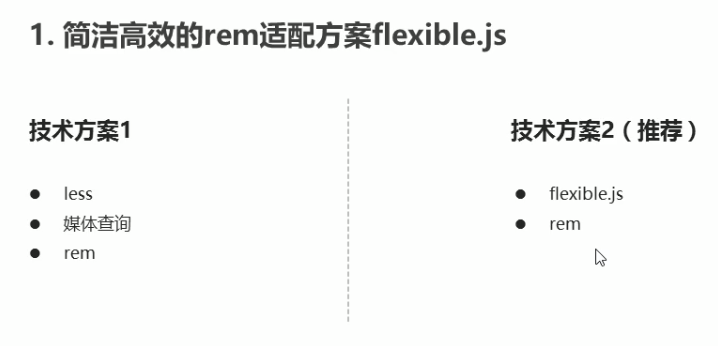 1. 简洁高效的rem适配方案flexible.js
技术方案1
less
媒体查询
rem
技术方案2（推荐）
flexible.js
rem